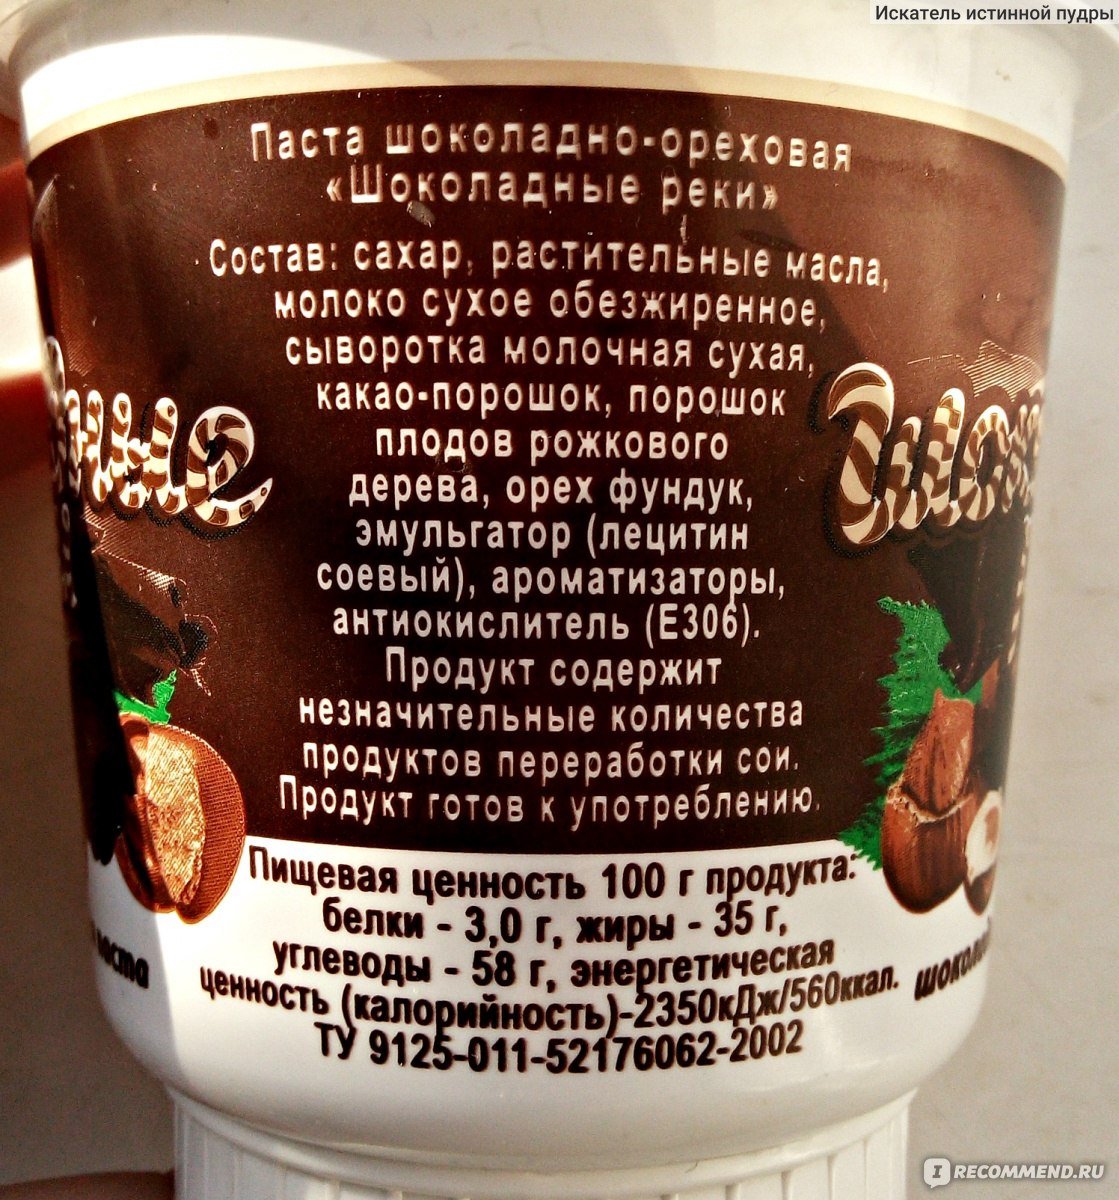 Искатель истинной пудры
Паста шоколадно-ореховая
«Шоколадные реки»
Состав: сахар, растительные масла,
молоко сухое обезжиренное,
сыворотка молочная сухая,
какао-порошок, порошок
плодов рожкового
дерева, орех фундук,
эмульгатор (лецитин
соевый), ароматизаторы,
антиокислитель (Е306).
Продукт содержит
незначительные количества
продуктов переработки сои.
Продукт готов к употреблению.
Пищевая ценность 100 г продукта:
белки - 3,0 г, жиры - 35 г,
углеводы - 58 г, энергетическая
ценность (калорийность)-2350кДж/560ккал.
ТУ 9125-011-52176062-2002
IRECOMMEND.RU